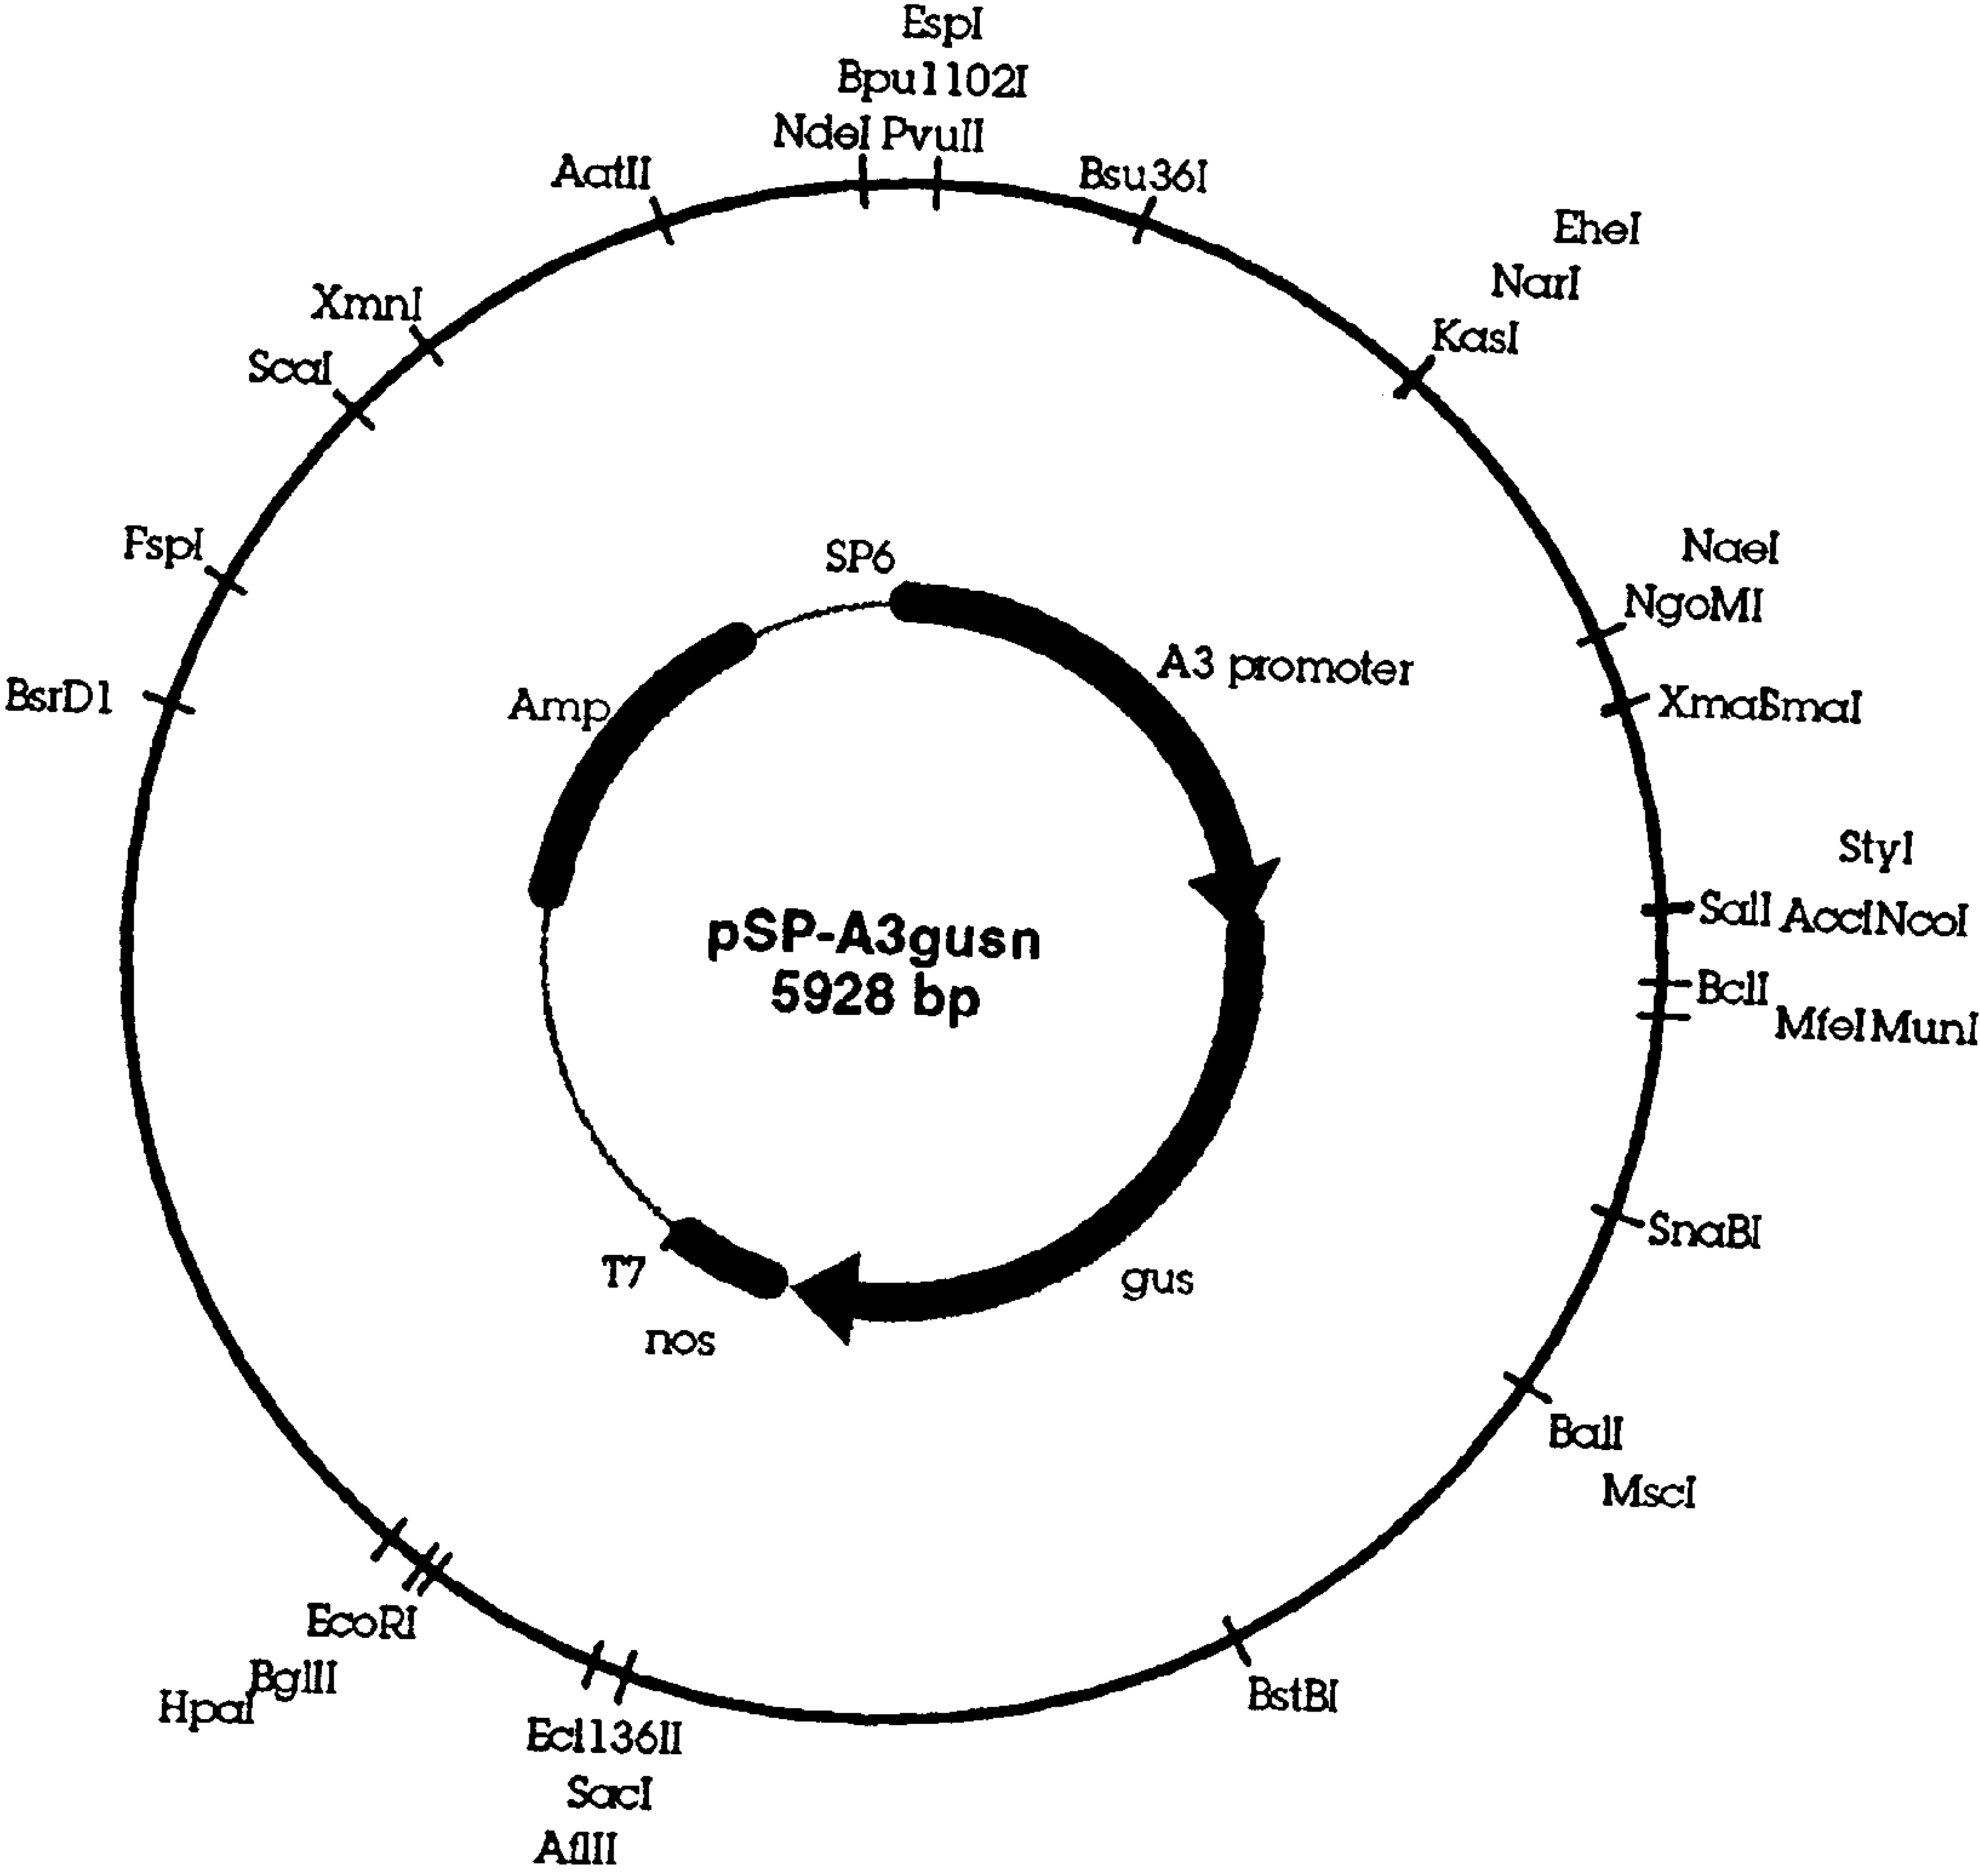 EspI
Bpu1102I
NdeI PvuII
AatII
Bsu36I
EheI
NarI
KasI
XmnI
ScaI
FspI
NaeI
NgoMI
SP6
A3 promoter
BsrD1
Amp
XmaISmaI
StyI
SalI AccINcoI
pSP-A3gusn
5928 bp
BclI
MfeIMunI
SnaBI
T7
gus
nos
BalI
MscI
EcoRI
BglII
HpaI
BstBI
Ecl136II
SacI
AflII